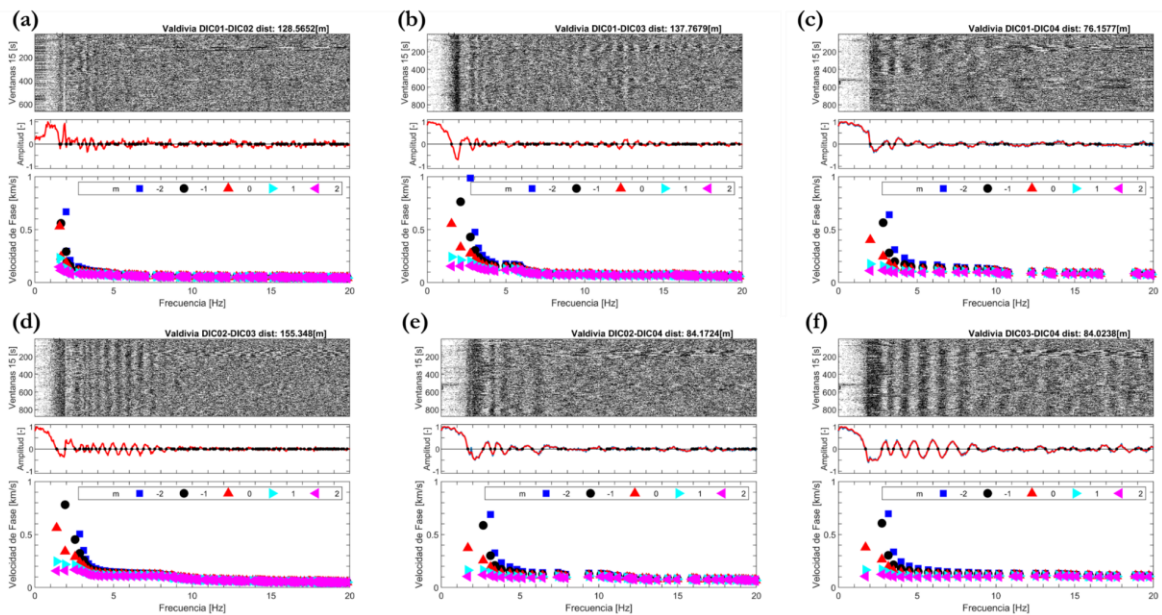 (a)
Valdivia DIC01-DIC02 dist: 128.5652[m]
Ventanas 15 [s]
200
400
600
Amplitud [-]
1
0
-1
m -2 -1 0 1 2
Velocidad de Fase [km/s]
1
0.5
0
0 5 10 15 20
Frecuencia [Hz]
(b)
Valdivia DIC01-DIC03 dist: 137.7679[m]
Ventanas 15 [s]
200
400
600
800
Amplitud [-]
1
0
-1
m -2 -1 0 1 2
Velocidad de Fase [km/s]
1
0.5
0
0 5 10 15 20
Frecuencia [Hz]
(c)
Valdivia DIC01-DIC04 dist: 76.1577[m]
Ventanas 15 [s]
200
400
600
800
Amplitud [-]
1
0
-1
m -2 -1 0 1 2
Velocidad de Fase [km/s]
1
0.5
0
0 5 10 15 20
Frecuencia [Hz]
(d)
Valdivia DIC02-DIC03 dist: 155.348[m]
Ventanas 15 [s]
200
400
600
800
Amplitud [-]
1
0
-1
m -2 -1 0 1 2
Velocidad de Fase [km/s]
1
0.5
0
0 5 10 15 20
Frecuencia [Hz]
(e)
Valdivia DIC02-DIC04 dist: 84.1724[m]
Ventanas 15 [s]
200
400
600
800
Amplitud [-]
1
0
-1
m -2 -1 0 1 2
Velocidad de Fase [km/s]
1
0.5
0
0 5 10 15 20
Frecuencia [Hz]
(f)
Valdivia DIC03-DIC04 dist: 84.0238[m]
Ventanas 15 [s]
200
400
600
800
Amplitud [-]
1
0
-1
m -2 -1 0 1 2
Velocidad de Fase [km/s]
1
0.5
0
0 5 10 15 20
Frecuencia [Hz]